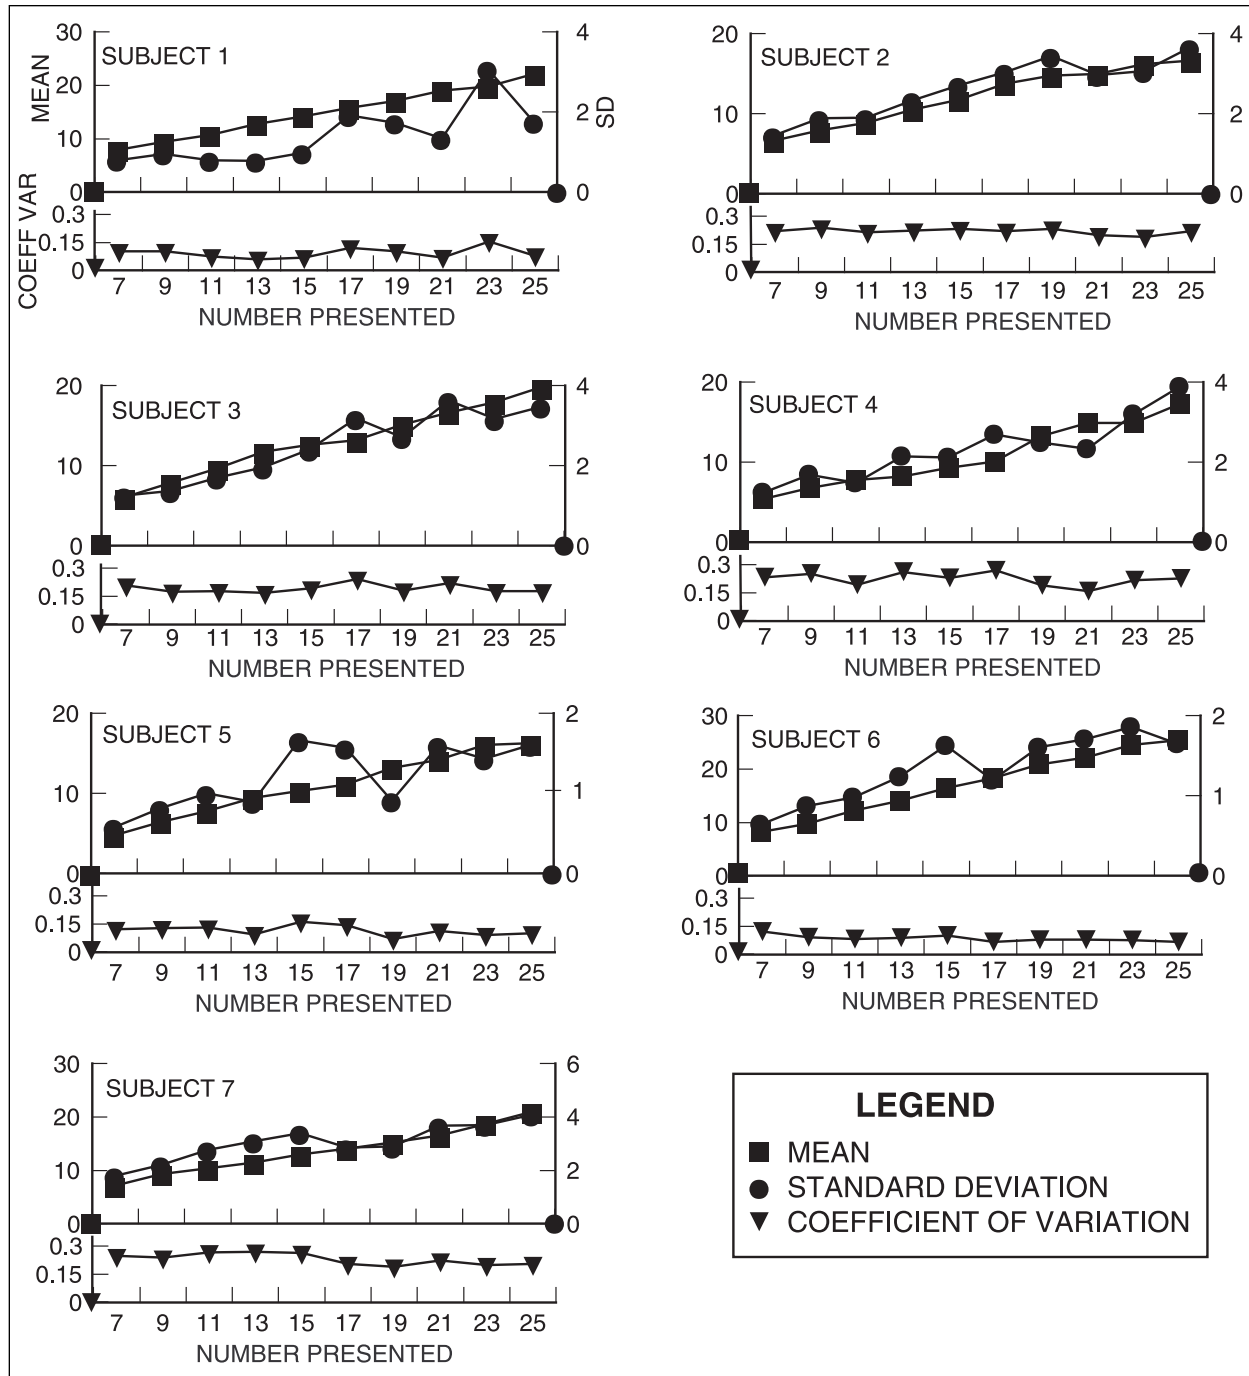 SUBJECT 1
MEAN
30
20
10
0
4
2
0
SD
COEFF VAR
0.3
0.15
0
7 9 11 13 15 17 19 21 23 25
NUMBER PRESENTED
SUBJECT 2
20
10
0
4
2
0
0.3
0.15
0
7 9 11 13 15 17 19 21 23 25
NUMBER PRESENTED
SUBJECT 3
20
10
0
4
2
0
0.3
0.15
0
7 9 11 13 15 17 19 21 23 25
NUMBER PRESENTED
SUBJECT 4
20
10
0
4
2
0
0.3
0.15
0
7 9 11 13 15 17 19 21 23 25
NUMBER PRESENTED
SUBJECT 5
20
10
0
2
1
0
0.3
0.15
0
7 9 11 13 15 17 19 21 23 25
NUMBER PRESENTED
SUBJECT 6
30
20
10
0
2
1
0
0.3
0.15
0
7 9 11 13 15 17 19 21 23 25
NUMBER PRESENTED
SUBJECT 7
30
20
10
0
6
4
2
0
0.3
0.15
0
7 9 11 13 15 17 19 21 23 25
NUMBER PRESENTED
LEGEND
MEAN
STANDARD DEVIATION
COEFFICIENT OF VARIATION